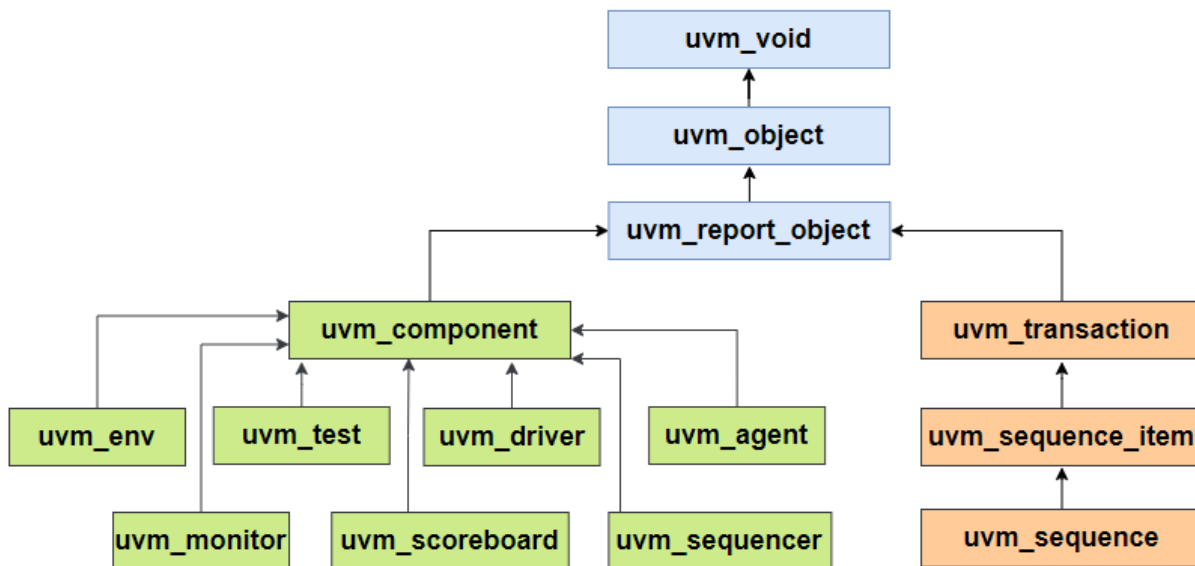 uvm_void
uvm_object
uvm_report_object
uvm_component
uvm_transaction
uvm_env
uvm_test
uvm_driver
uvm_agent
uvm_sequence_item
uvm_monitor
uvm_scoreboard
uvm_sequencer
uvm_sequence